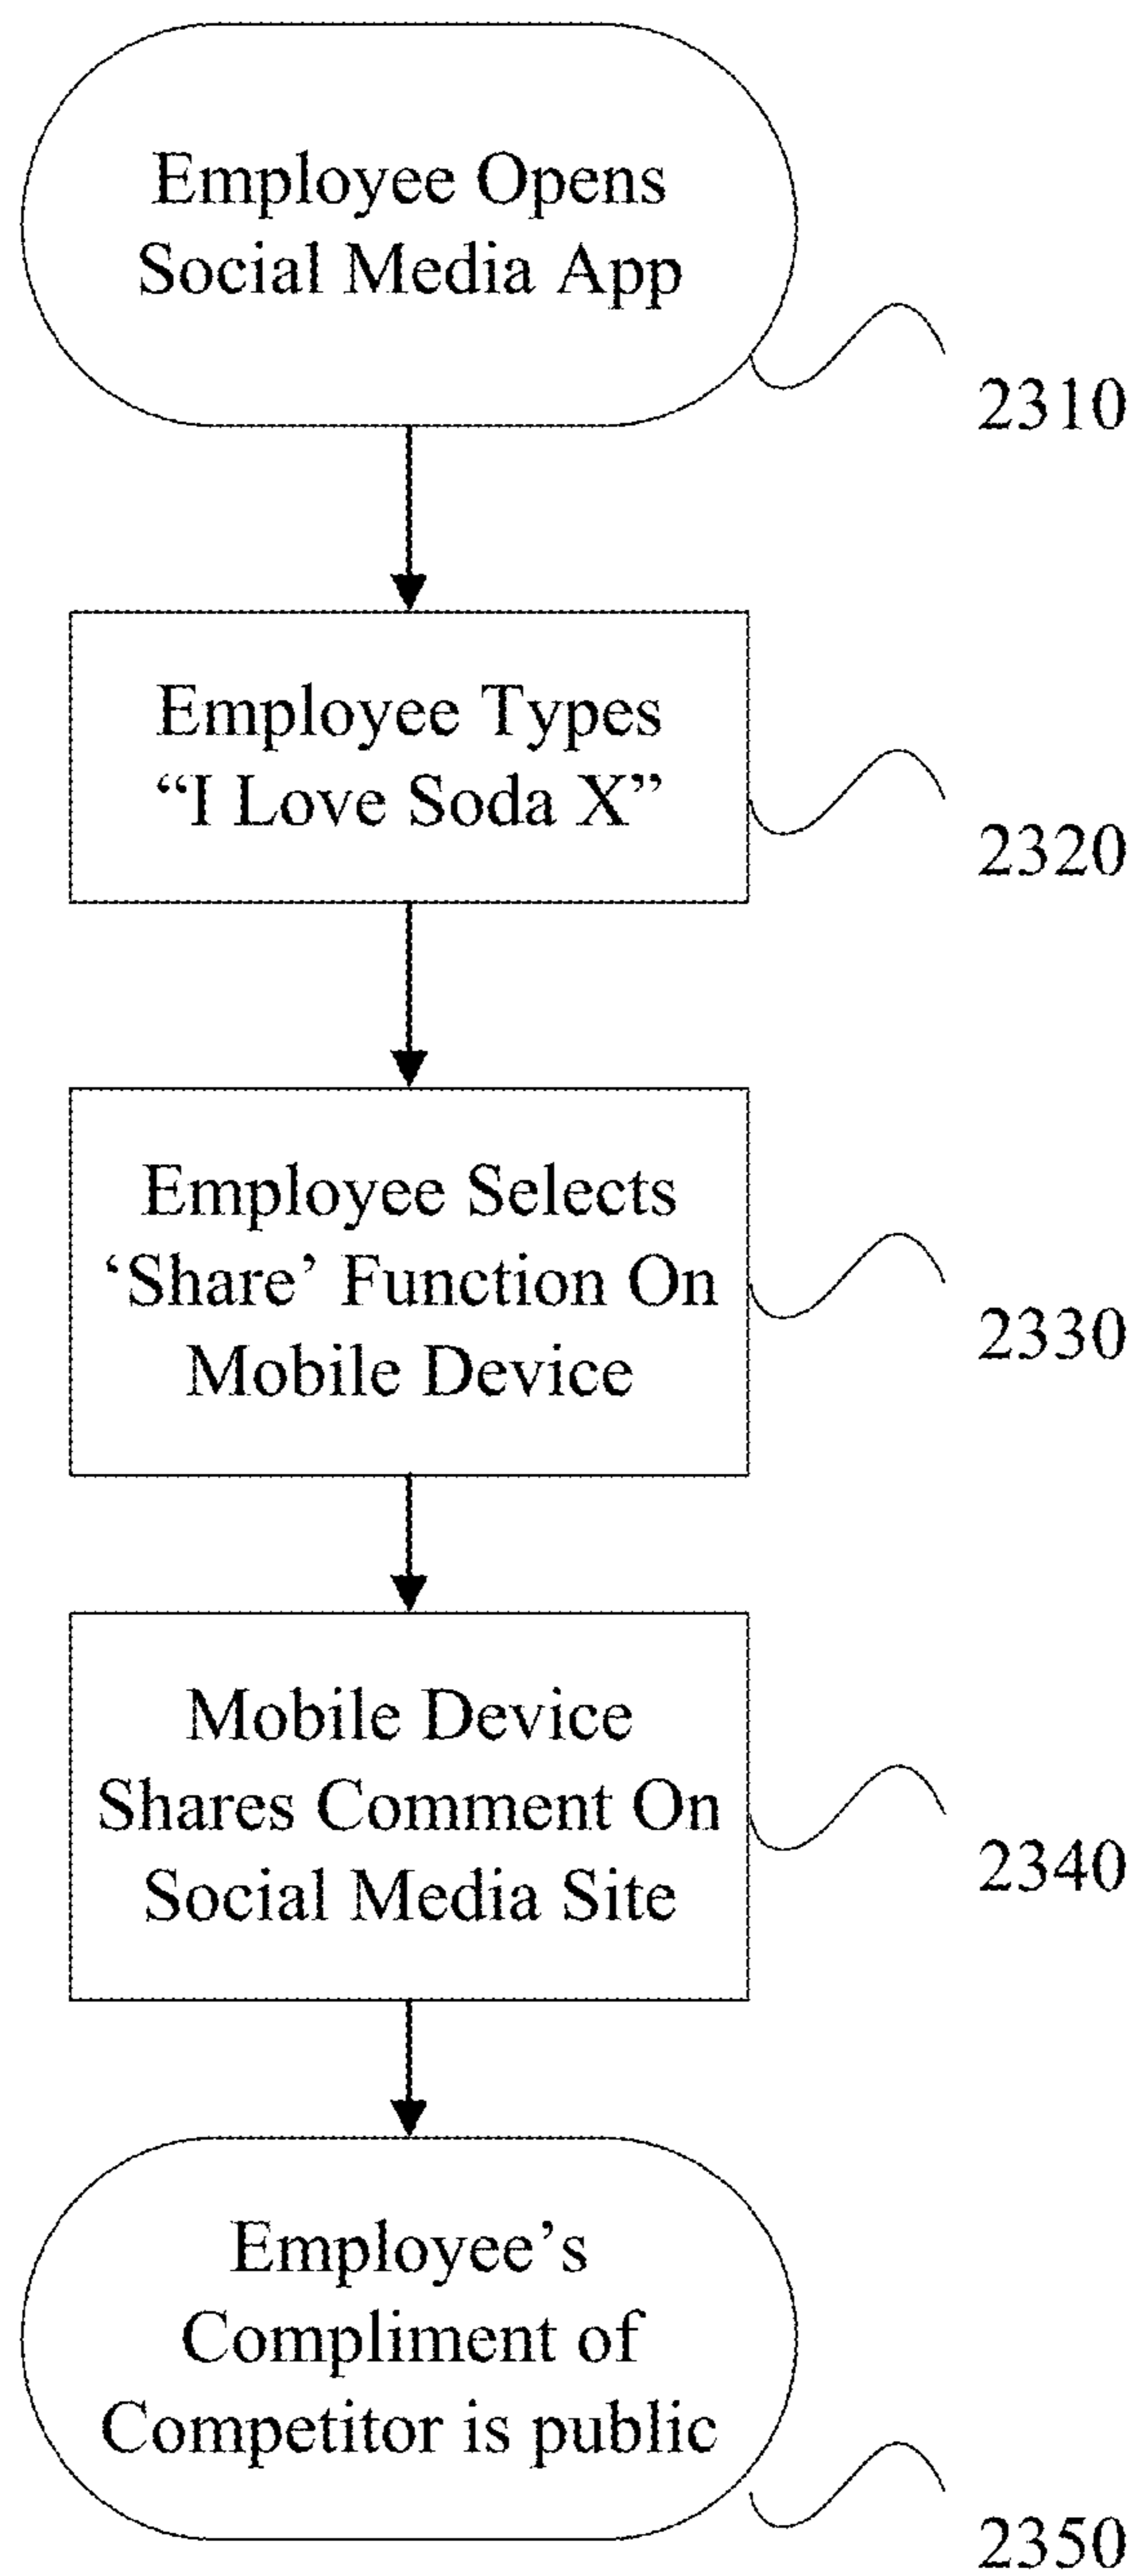 Employee Opens
Social Media App
2310
Employee Types
“I Love Soda X”
2320
Employee Selects
‘Share’ Function On
Mobile Device
2330
Mobile Device
Shares Comment On
Social Media Site
2340
Employee’s
Compliment of
Competitor is public
2350